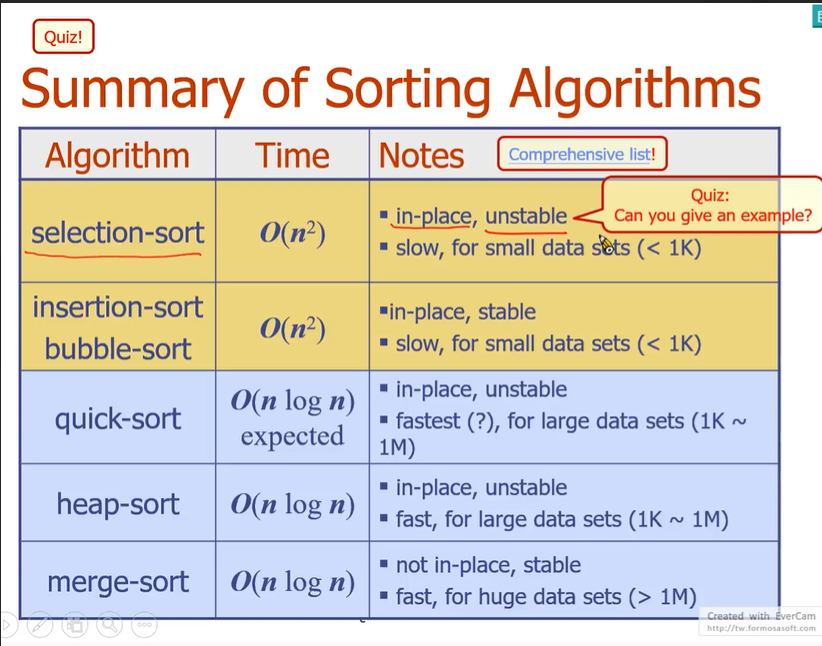 Quiz!
Summary of Sorting Algorithms
Algorithm Time Notes Comprehensive list!
selection-sort O(n²) ▪ in-place, unstable
▪ slow, for small data sets (< 1K)
Quiz:
Can you give an example?
insertion-sort
bubble-sort
O(n²)
▪in-place, stable
▪ slow, for small data sets (< 1K)
quick-sort
O(n log n)
expected
▪ in-place, unstable
▪ fastest (?), for large data sets (1K ~
1M)
heap-sort
O(n log n)
▪ in-place, unstable
▪ fast, for large data sets (1K ~ 1M)
merge-sort
O(n log n)
▪ not in-place, stable
▪ fast, for huge data sets (> 1M)
Created with EverCam
http://tw.formosasoft.com